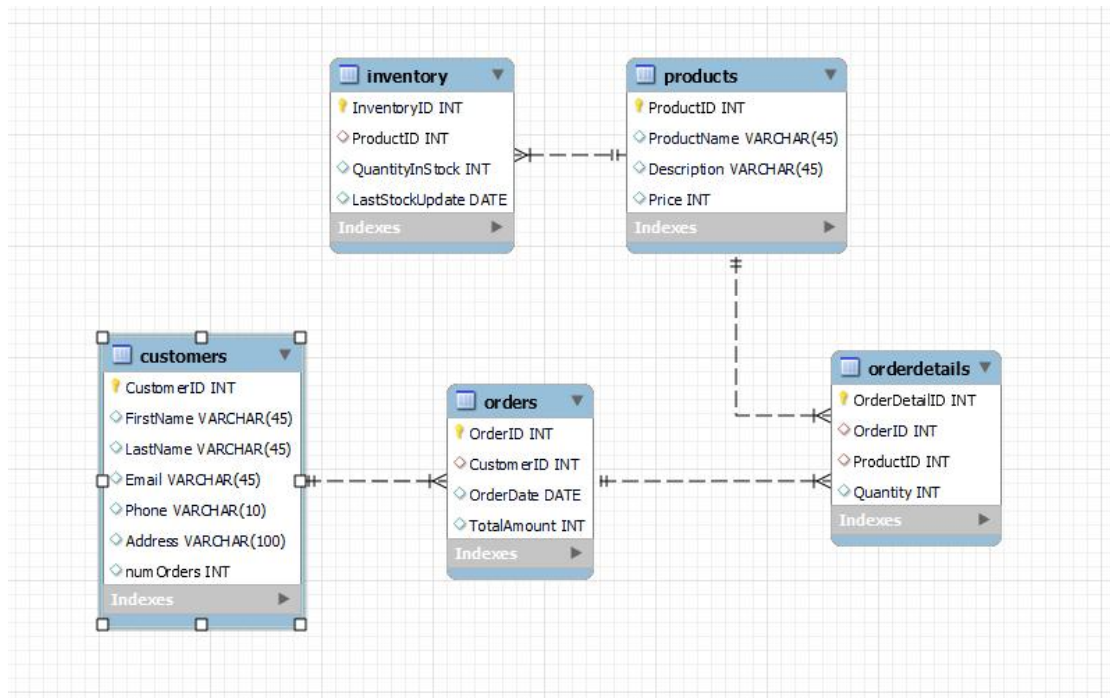 inventory
InventoryID INT
ProductID INT
QuantityInStock INT
LastStockUpdate DATE
Indexes
products
ProductID INT
ProductName VARCHAR(45)
Description VARCHAR(45)
Price INT
Indexes
customers
CustomerID INT
FirstName VARCHAR(45)
LastName VARCHAR(45)
Email VARCHAR(45)
Phone VARCHAR(10)
Address VARCHAR(100)
numOrders INT
Indexes
orders
OrderID INT
CustomerID INT
OrderDate DATE
TotalAmount INT
Indexes
orderdetails
OrderDetailID INT
OrderID INT
ProductID INT
Quantity INT
Indexes